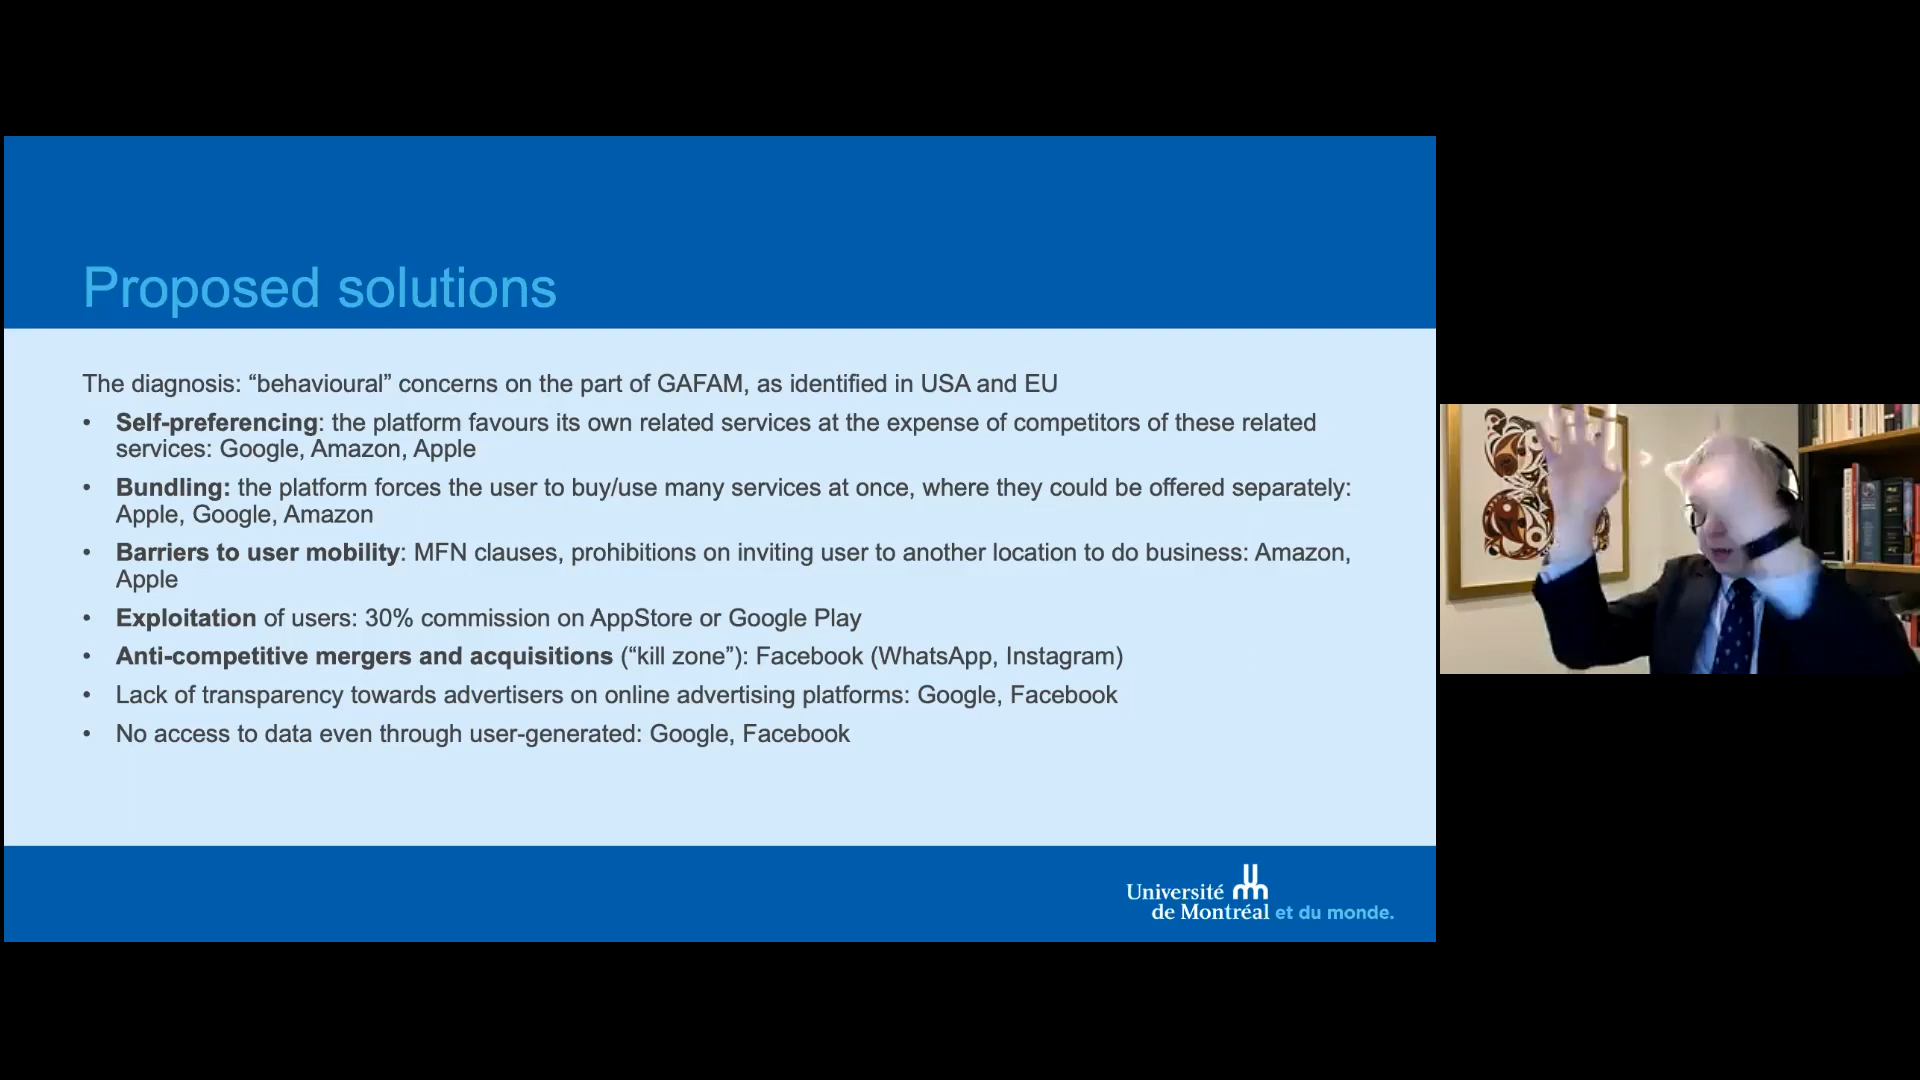 Proposed solutions
The diagnosis: “behavioural” concerns on the part of GAFAM, as identified in USA and EU
• Self-preferencing: the platform favours its own related services at the expense of competitors of these related
services: Google, Amazon, Apple
• Bundling: the platform forces the user to buy/use many services at once, where they could be offered separately:
Apple, Google, Amazon
• Barriers to user mobility: MFN clauses, prohibitions on inviting user to another location to do business: Amazon,
Apple
• Exploitation of users: 30% commission on AppStore or Google Play
• Anti-competitive mergers and acquisitions (“kill zone”): Facebook (WhatsApp, Instagram)
• Lack of transparency towards advertisers on online advertising platforms: Google, Facebook
• No access to data even through user-generated: Google, Facebook
Université
de Montréal et du monde.